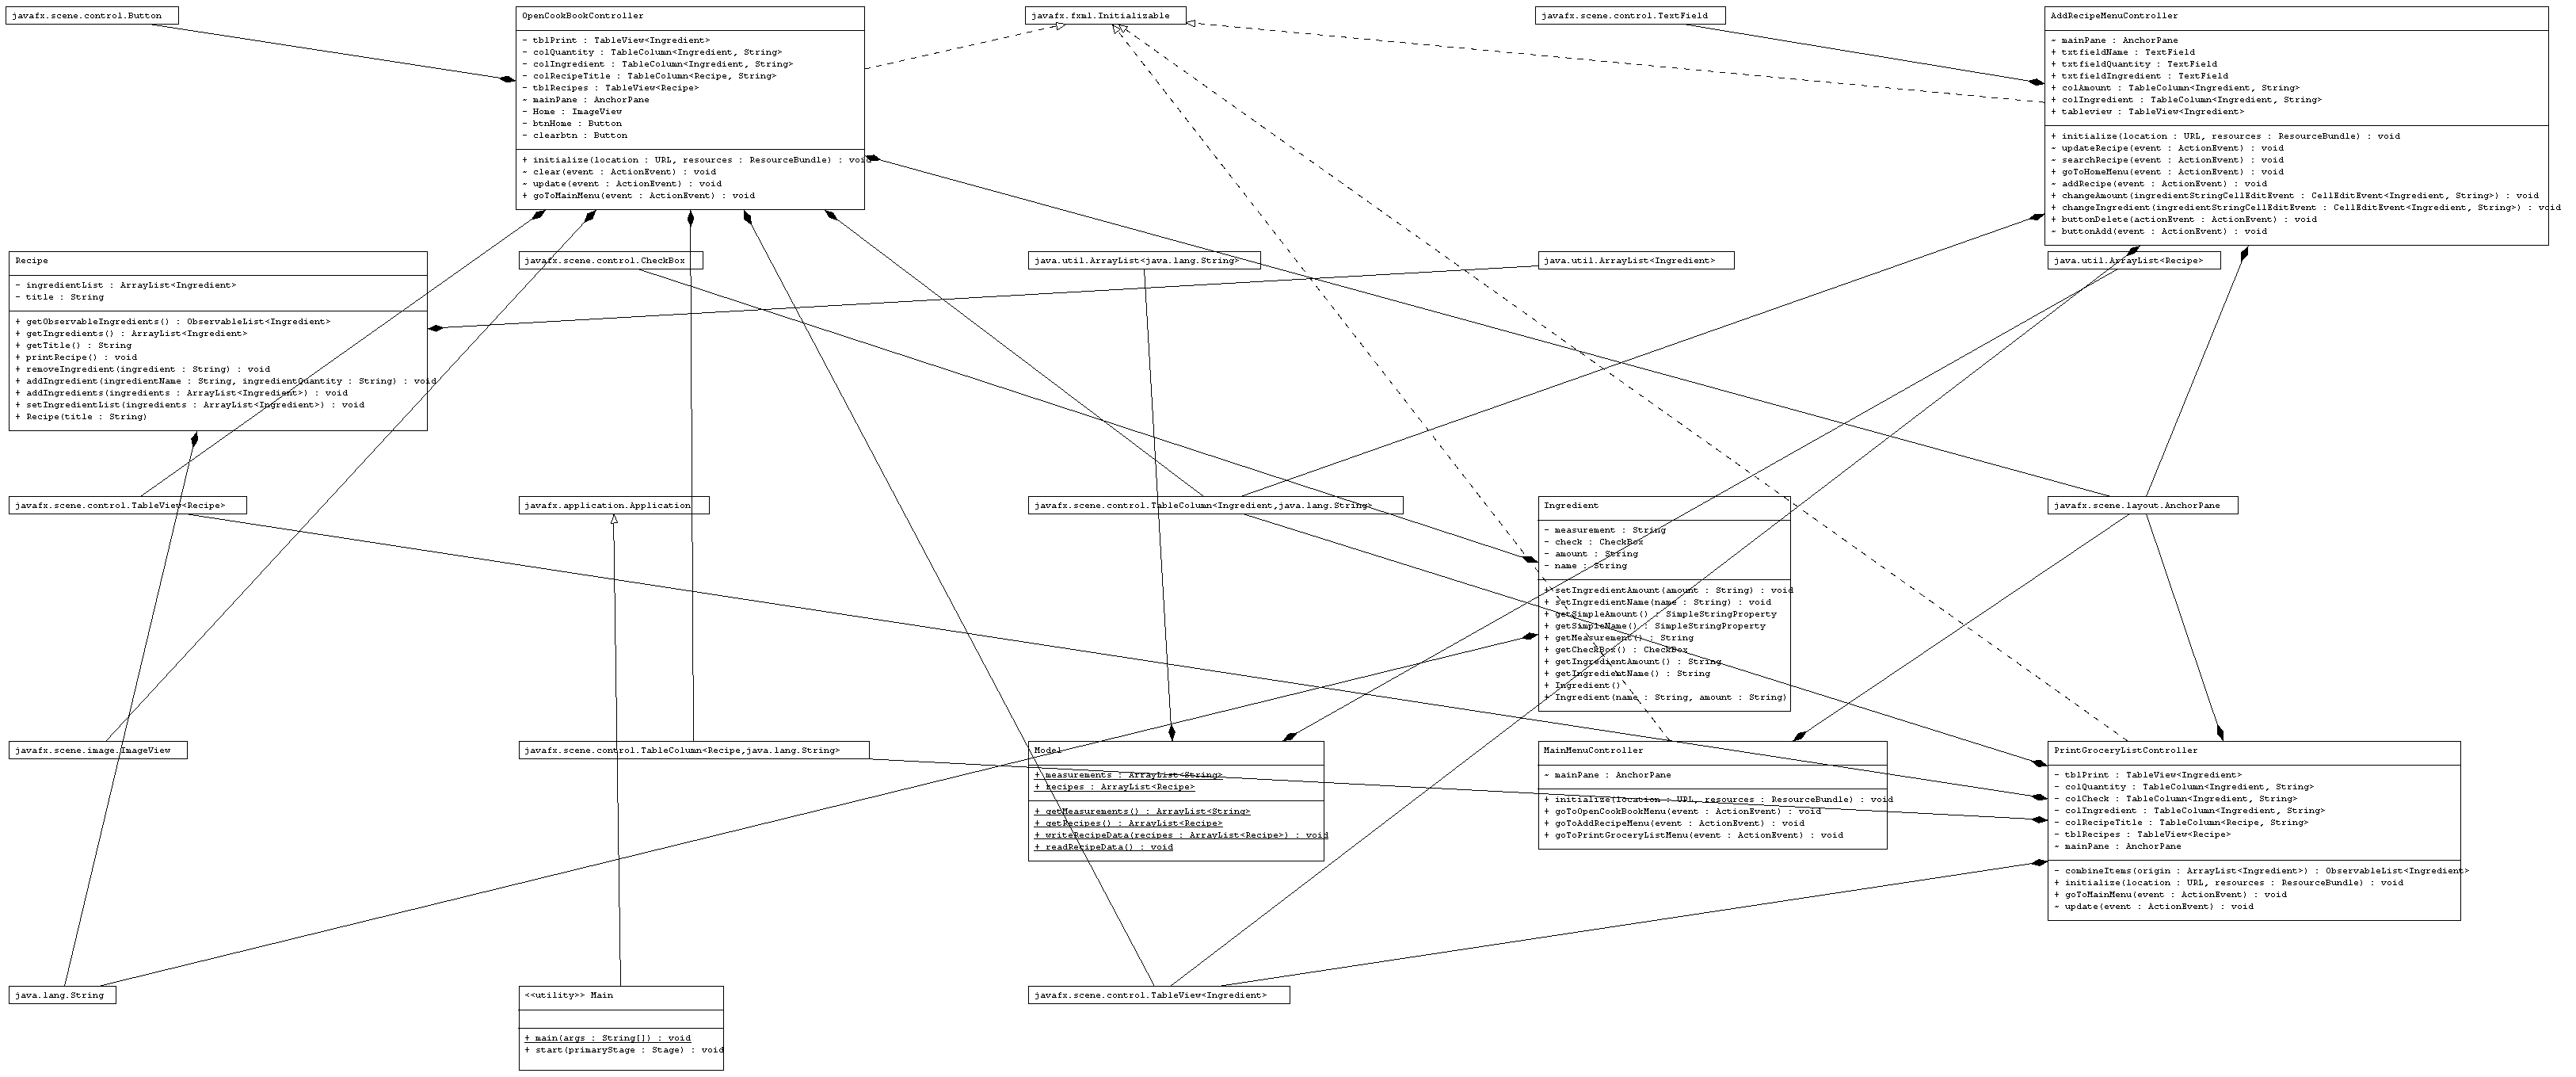 javafx.scene.control.Button
OpenCookBookController
- tblPrint : TableView<Ingredient>
- colQuantity : TableColumn<Ingredient, String>
- colIngredient : TableColumn<Ingredient, String>
- colRecipeTitle : TableColumn<Recipe, String>
- tblRecipes : TableView<Recipe>
~ mainPane : AnchorPane
- Home : ImageView
- btnHome : Button
- clearbtn : Button
+ initialize(location : URL, resources : ResourceBundle) : void
~ clear(event : ActionEvent) : void
~ update(event : ActionEvent) : void
+ goToMainMenu(event : ActionEvent) : void
javafx.fxml.Initializable
javafx.scene.control.TextField
AddRecipeMenuController
~ mainPane : AnchorPane
+ txtfieldName : TextField
+ txtfieldQuantity : TextField
+ txtfieldIngredient : TextField
+ colAmount : TableColumn<Ingredient, String>
+ colIngredient : TableColumn<Ingredient, String>
+ tableview : TableView<Ingredient>
+ initialize(location : URL, resources : ResourceBundle) : void
~ updateRecipe(event : ActionEvent) : void
~ searchRecipe(event : ActionEvent) : void
+ goToHomeMenu(event : ActionEvent) : void
~ addRecipe(event : ActionEvent) : void
+ changeAmount(ingredientStringCellEditEvent : CellEditEvent<Ingredient, String>) : void
+ changeIngredient(ingredientStringCellEditEvent : CellEditEvent<Ingredient, String>) : void
+ buttonDelete(actionEvent : ActionEvent) : void
~ buttonAdd(event : ActionEvent) : void
Recipe
- ingredientList : ArrayList<Ingredient>
- title : String
+ getObservableIngredients() : ObservableList<Ingredient>
+ getIngredients() : ArrayList<Ingredient>
+ getTitle() : String
+ printRecipe() : void
+ removeIngredient(ingredient : String) : void
+ addIngredient(ingredientName : String, ingredientQuantity : String) : void
+ addIngredients(ingredients : ArrayList<Ingredient>) : void
+ setIngredientList(ingredients : ArrayList<Ingredient>) : void
+ Recipe(title : String)
javafx.scene.control.CheckBox
java.util.ArrayList<java.lang.String>
java.util.ArrayList<Ingredient>
java.util.ArrayList<Recipe>
javafx.scene.control.TableView<Recipe>
javafx.application.Application
javafx.scene.control.TableColumn<Ingredient,java.lang.String>
Ingredient
- measurement : String
- check : CheckBox
- amount : String
- name : String
+ setIngredientAmount(amount : String) : void
+ setIngredientName(name : String) : void
+ getSimpleAmount() : SimpleStringProperty
+ getSimpleName() : SimpleStringProperty
+ getMeasurement() : String
+ getCheckBox() : CheckBox
+ getIngredientAmount() : String
+ getIngredientName() : String
+ Ingredient()
+ Ingredient(name : String, amount : String)
javafx.scene.layout.AnchorPane
javafx.scene.image.ImageView
javafx.scene.control.TableColumn<Recipe,java.lang.String>
Model
+ measurements : ArrayList<String>
+ recipes : ArrayList<Recipe>
+ getMeasurements() : ArrayList<String>
+ getRecipes() : ArrayList<Recipe>
+ writeRecipeData(recipes : ArrayList<Recipe>) : void
+ readRecipeData() : void
MainMenuController
~ mainPane : AnchorPane
+ initialize(location : URL, resources : ResourceBundle) : void
+ goToOpenCookBookMenu(event : ActionEvent) : void
+ goToAddRecipeMenu(event : ActionEvent) : void
+ goToPrintGroceryListMenu(event : ActionEvent) : void
PrintGroceryListController
- tblPrint : TableView<Ingredient>
- colQuantity : TableColumn<Ingredient, String>
- colCheck : TableColumn<Ingredient, String>
- colIngredient : TableColumn<Ingredient, String>
- colRecipeTitle : TableColumn<Recipe, String>
- tblRecipes : TableView<Recipe>
~ mainPane : AnchorPane
- combineItems(origin : ArrayList<Ingredient>) : ObservableList<Ingredient>
+ initialize(location : URL, resources : ResourceBundle) : void
+ goToMainMenu(event : ActionEvent) : void
~ update(event : ActionEvent) : void
java.lang.String
<<utility>> Main
+ main(args : String[]) : void
+ start(primaryStage : Stage) : void
javafx.scene.control.TableView<Ingredient>